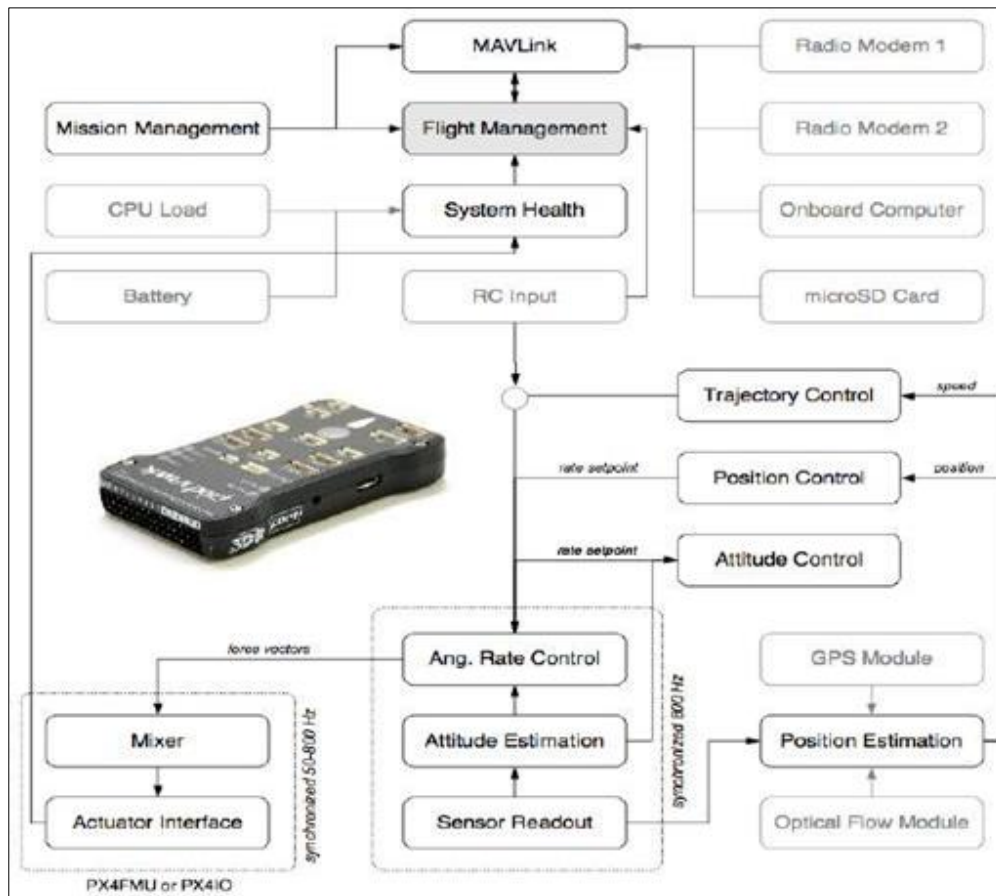 MAVLink
Radio Modem 1
Mission Management
Flight Management
Radio Modem 2
CPU Load
System Health
Onboard Computer
Battery
RC Input
microSD Card
Trajectory Control
speed
rate setpoint
Position Control
position
rate setpoint
Attitude Control
force vectors
Ang. Rate Control
GPS Module
Mixer
Attitude Estimation
Position Estimation
Actuator Interface
Sensor Readout
Optical Flow Module
synchronized 50-800 Hz
synchronized 800 Hz
PX4FMU or PX4IO